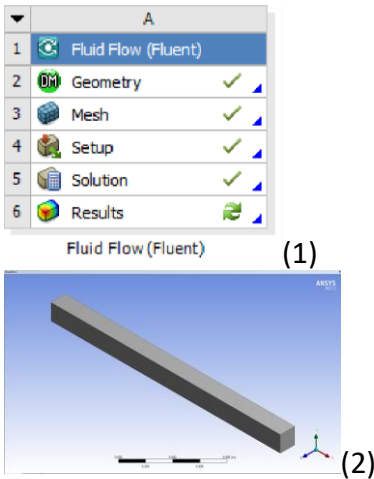 A
1 Fluid Flow (Fluent)
2 DM Geometry
3 Mesh
4 Setup
5 Solution
6 Results
Fluid Flow (Fluent)
(1)
ANSYS
(2)